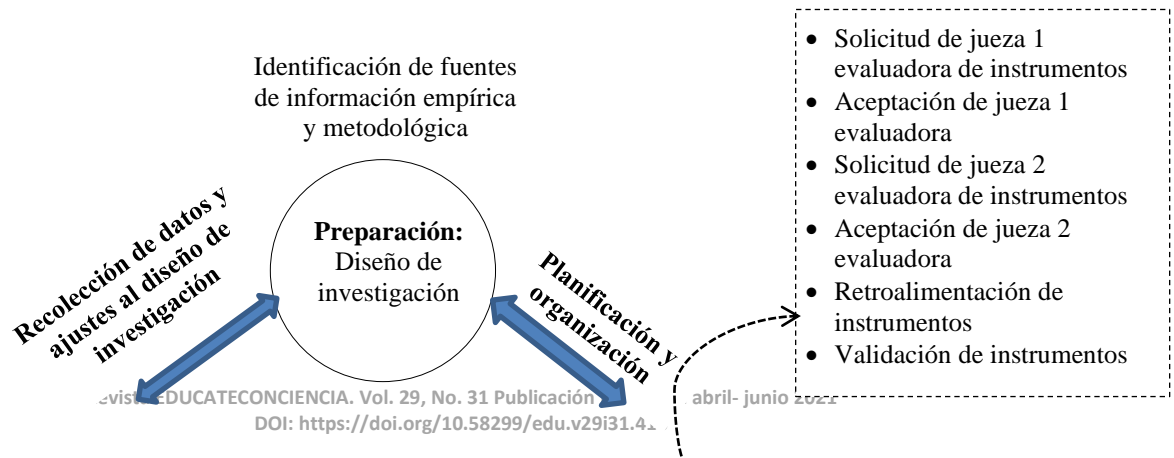 Identificación de fuentes
de información empírica
y metodológica
Preparación:
Diseño de
investigación
Recolección de datos y
ajustes al diseño de
investigación
Planificación y
organización
• Solicitud de jueza 1
evaluadora de instrumentos
• Aceptación de jueza 1
evaluadora
• Solicitud de jueza 2
evaluadora de instrumentos
• Aceptación de jueza 2
evaluadora
• Retroalimentación de
instrumentos
• Validación de instrumentos
EDUCATECONCIENCIA. Vol. 29, No. 31 Publicación abril- junio 2021
DOI: https://doi.org/10.58299/edu.v29i31.4